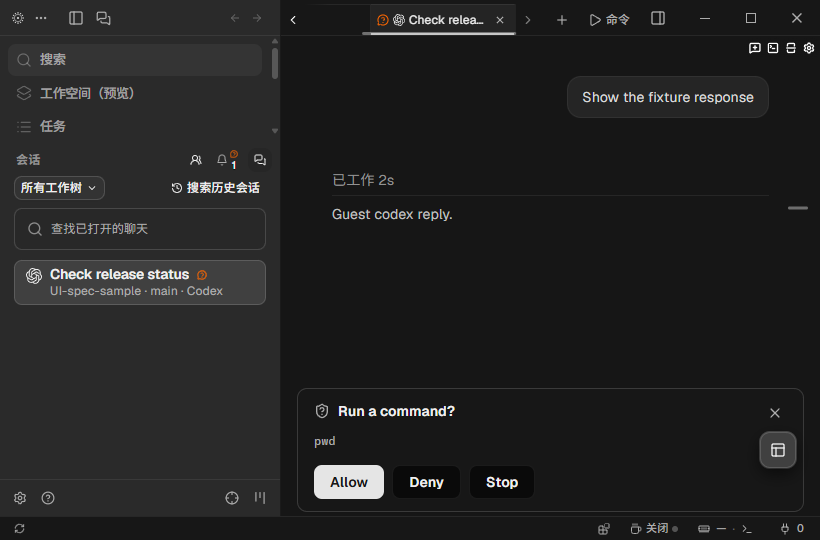 Check relea...
命令
搜索
工作空间（预览）
任务
会话
1
所有工作树
搜索历史会话
查找已打开的聊天
Check release status
UI-spec-sample · main · Codex
Show the fixture response
已工作 2s
Guest codex reply.
Run a command?
pwd
Allow
Deny
Stop
关闭
0